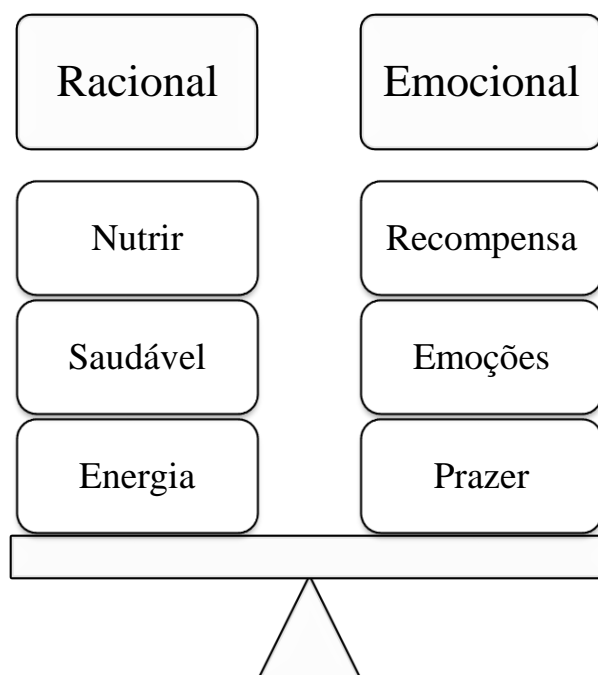 Racional
Emocional
Nutrir
Recompensa
Saudável
Emoções
Energia
Prazer